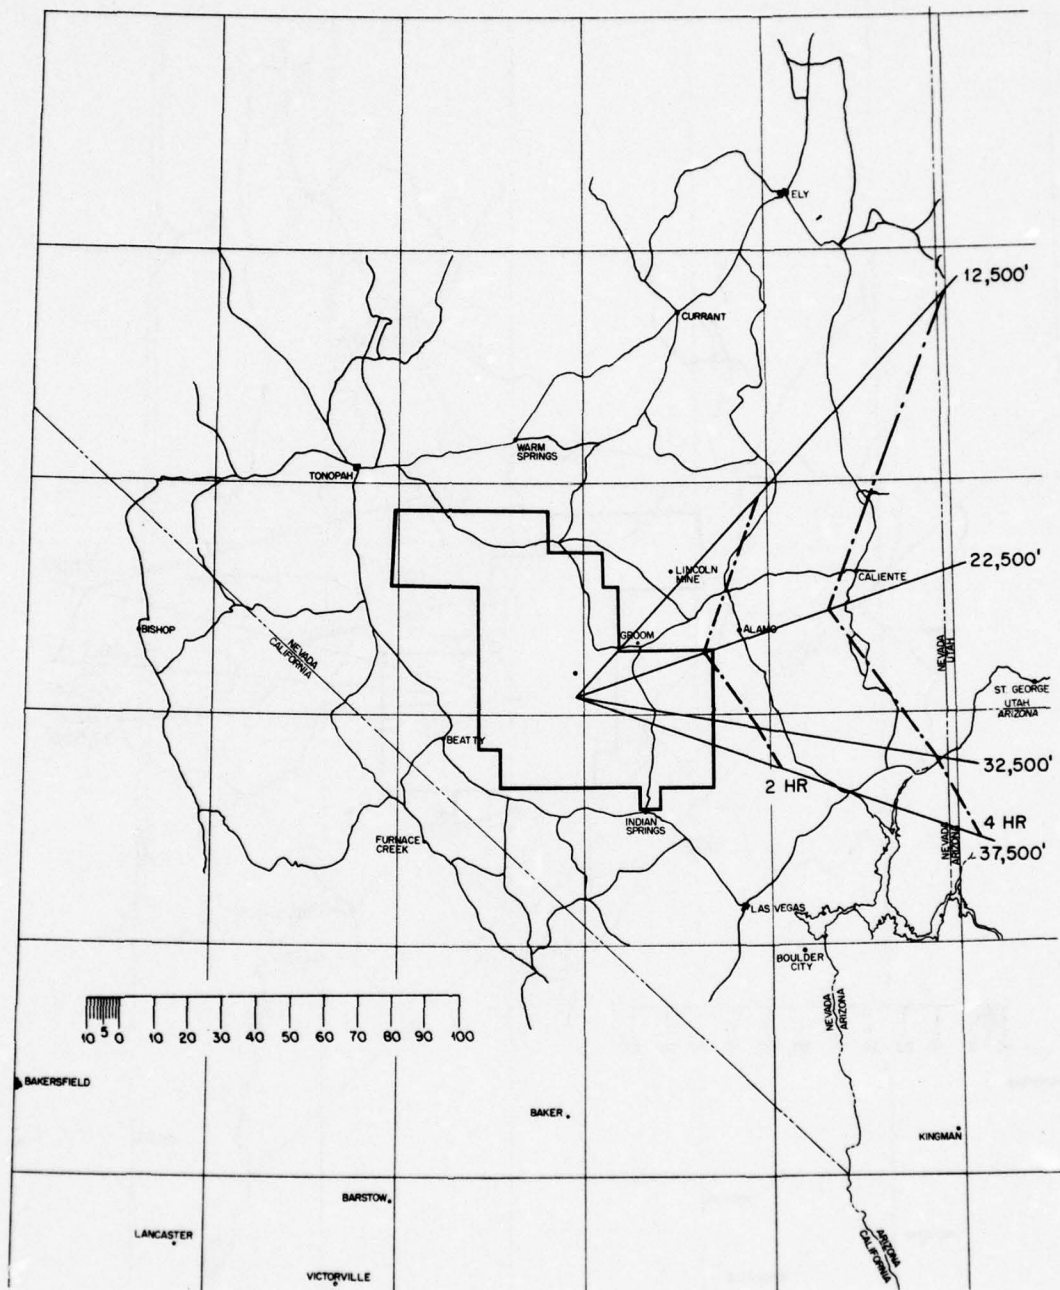 ELY
12,500'
CURRANT
WARM
SPRINGS
TONOPAH
22,500'
LINCOLN
MINE
CALIENTE
BISHOP
ALAMO
GROOM
NEVADA
CALIFORNIA
NEVADA
UTAH
ST. GEORGE
UTAH
ARIZONA
BEATTY
32,500'
2 HR
INDIAN
SPRINGS
4 HR
FURNACE
CREEK
NEVADA
ARIZONA
37,500'
LAS VEGAS
BOULDER
CITY
NEVADA
ARIZONA
10 5 0 10 20 30 40 50 60 70 80 90 100
BAKERSFIELD
BAKER
KINGMAN
BARSTOW
LANCASTER
ARIZONA
CALIFORNIA
VICTORVILLE